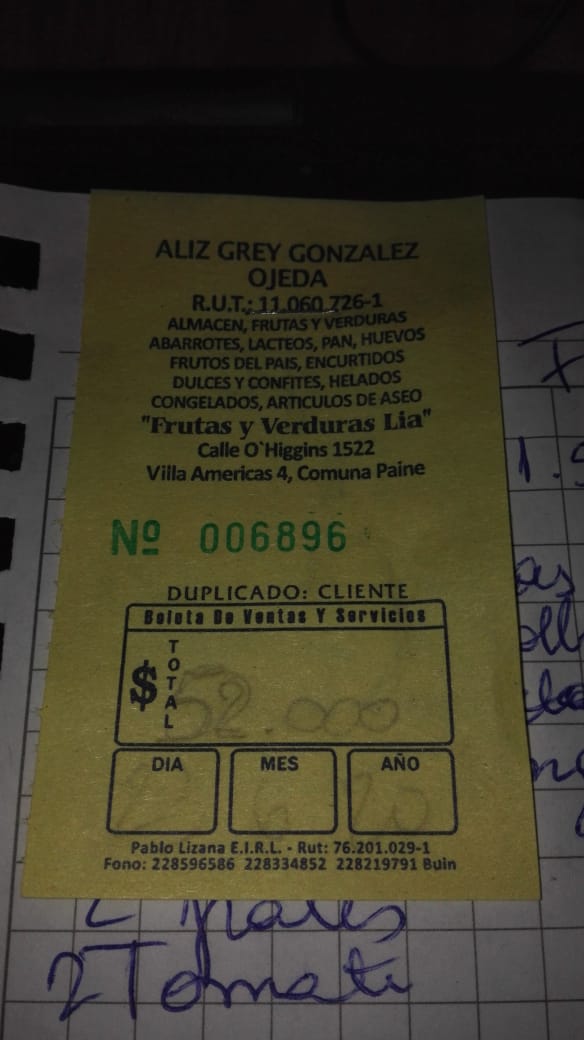 ALIZ GREY GONZALEZ
OJEDA
R.U.T.: 11.060.726-1
ALMACEN, FRUTAS Y VERDURAS
ABARROTES, LACTEOS, PAN, HUEVOS
FRUTOS DEL PAIS, ENCURTIDOS
DULCES Y CONFITES, HELADOS
CONGELADOS, ARTICULOS DE ASEO
"Frutas y Verduras Lia"
Calle O`Higgins 1522
Villa Americas 4, Comuna Paine
Nº 006896
DUPLICADO: CLIENTE
Boleta De Ventas Y Servicios
$ TOTAL 52.000
DIA MES AÑO
6 20
Pablo Lizana E.I.R.L. - Rut: 76.201.029-1
Fono: 228596586 228334852 228219791 Buin
2 Tomate